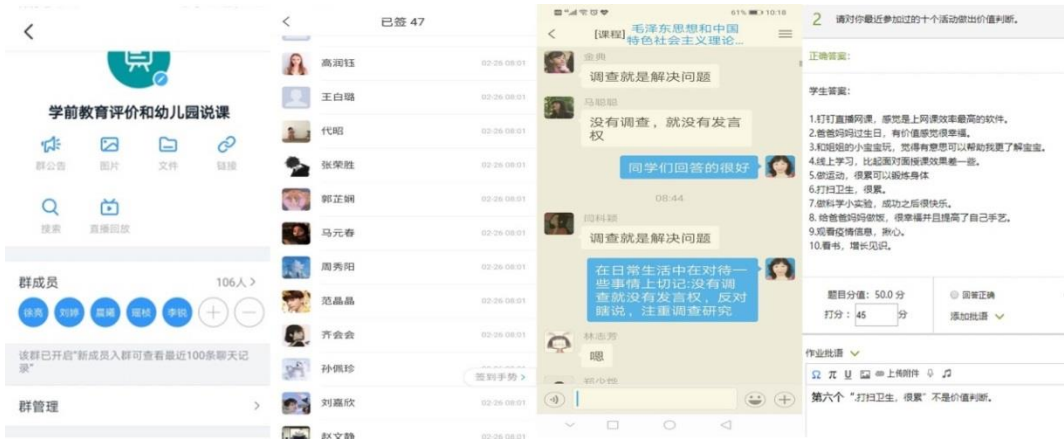 学前教育评价和幼儿园说课
群公告
图片
文件
链接
搜索
直播回放
群成员
106人>
徐亮
刘婷
晨曦
瑶桢
李锐
该群已开启"新成员入群可查看最近100条聊天记
录"
群管理
已签 47
高润钰
02-26 08:01
王白璐
02-26 08:01
代昭
02-26 08:01
张荣胜
02-26 08:01
郭芷娴
02-26 08:01
马元春
02-26 08:01
周秀阳
02-26 08:01
范晶晶
02-26 08:01
齐会会
02-26 08:01
孙佩珍
签到手势>
刘嘉欣
02-26 08:01
赵文静
02-26 08:01
61%
10:18
[课程]
毛泽东思想和中国
特色社会主义理论...
金典
调查就是解决问题
马聪聪
没有调查，就没有发言
权
同学们回答的很好
08:44
闫科颖
调查就是解决问题
在日常生活中在对待一
些事情上切记:没有调
查就没有发言权，反对
瞎说，注重调查研究
林志芳
嗯
2 请对你最近参加过的十个活动做出价值判断。
正确答案:
学生答案:
1.钉钉直播网课，感觉是上网课效率最高的软件。
2.爸爸妈妈过生日，有价值感觉很幸福。
3.和姐姐的小宝宝玩，觉得有意思可以帮助我更了解宝宝。
4.线上学习，比起面对面授课效果差一些。
5.做运动，很累可以锻炼身体
6.打扫卫生，很累。
7.做科学小实验，成功之后很快乐。
8. 给爸爸妈妈做饭，很幸福并且提高了自己手艺。
9.观看疫情信息，揪心。
10.看书，增长见识。
题目分值: 50.0 分
回答正确
打分: 45 分
添加批语
作业批语
上传附件
第六个 ".打扫卫生，很累" 不是价值判断。